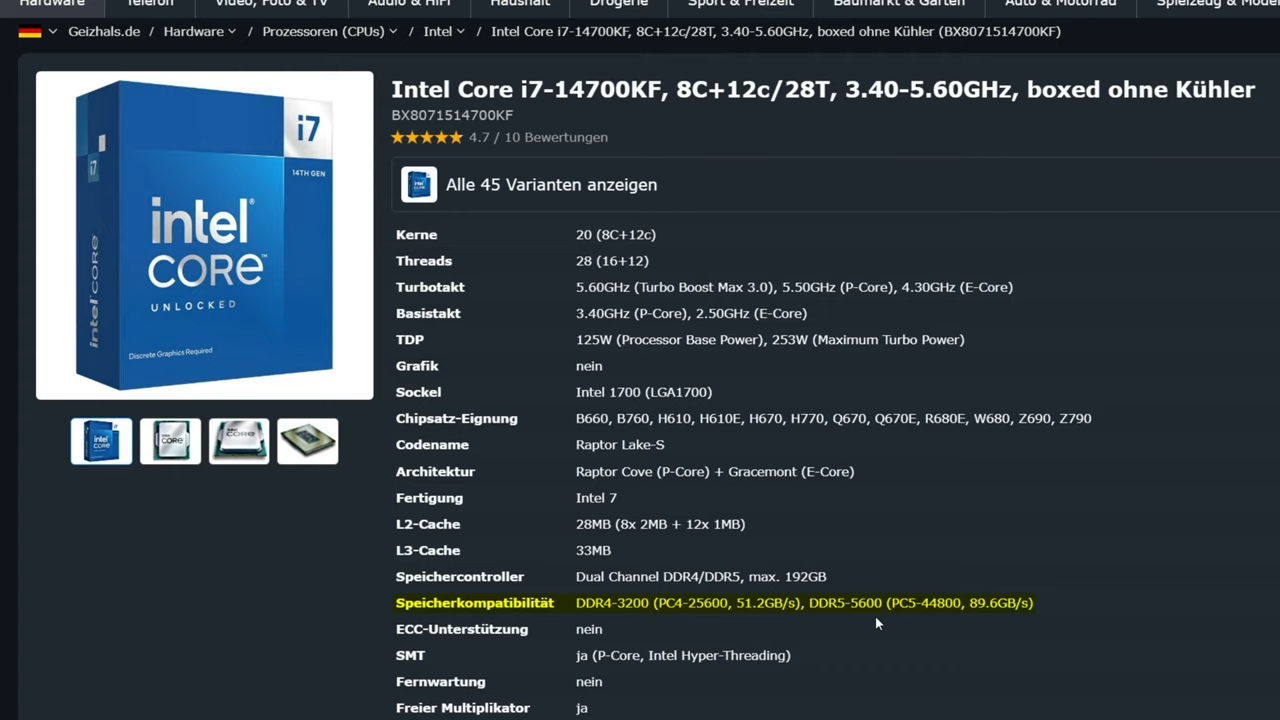 Hardware Telefon Video, Foto & TV Audio & HiFi Haushalt Drogerie Sport & Freizeit Baumarkt & Garten Auto & Motorrad
Geizhals.de / Hardware / Prozessoren (CPUs) / Intel / Intel Core i7-14700KF, 8C+12c/28T, 3.40-5.60GHz, boxed ohne Kühler (BX8071514700KF)
Intel Core i7-14700KF, 8C+12c/28T, 3.40-5.60GHz, boxed ohne Kühler
BX8071514700KF
4.7 / 10 Bewertungen
Alle 45 Varianten anzeigen
i7
14TH GEN
i7
intel
CORE
UNLOCKED
intel CORE
Discrete Graphics Required
Kerne 20 (8C+12c)
Threads 28 (16+12)
Turbotakt 5.60GHz (Turbo Boost Max 3.0), 5.50GHz (P-Core), 4.30GHz (E-Core)
Basistakt 3.40GHz (P-Core), 2.50GHz (E-Core)
TDP 125W (Processor Base Power), 253W (Maximum Turbo Power)
Grafik nein
Sockel Intel 1700 (LGA1700)
Chipsatz-Eignung B660, B760, H610, H610E, H670, H770, Q670, Q670E, R680E, W680, Z690, Z790
Codename Raptor Lake-S
Architektur Raptor Cove (P-Core) + Gracemont (E-Core)
Fertigung Intel 7
L2-Cache 28MB (8x 2MB + 12x 1MB)
L3-Cache 33MB
Speichercontroller Dual Channel DDR4/DDR5, max. 192GB
Speicherkompatibilität DDR4-3200 (PC4-25600, 51.2GB/s), DDR5-5600 (PC5-44800, 89.6GB/s)
ECC-Unterstützung nein
SMT ja (P-Core, Intel Hyper-Threading)
Fernwartung nein
Freier Multiplikator ja